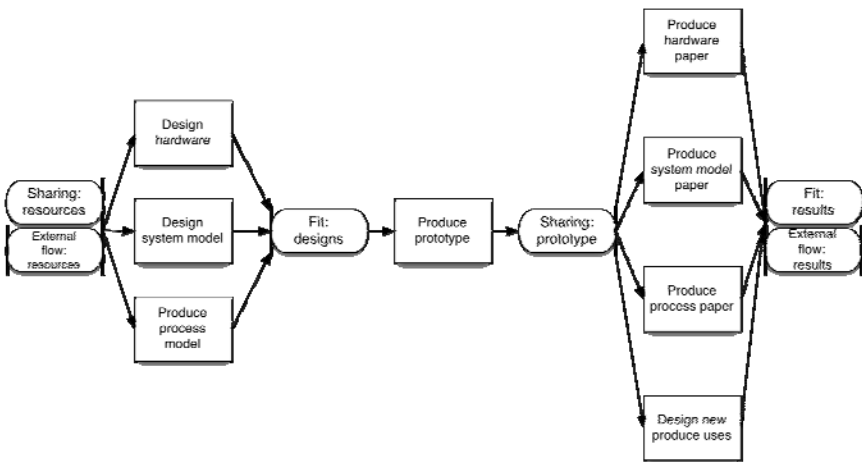 Sharing:
resources
External
flow:
resources
Design
hardware
Design
system model
Produce
process
model
Fit:
designs
Produce
prototype
Sharing:
prototype
Produce
hardware
paper
Produce
system model
paper
Produce
process paper
Design new
produce uses
Fit:
results
External
flow:
results